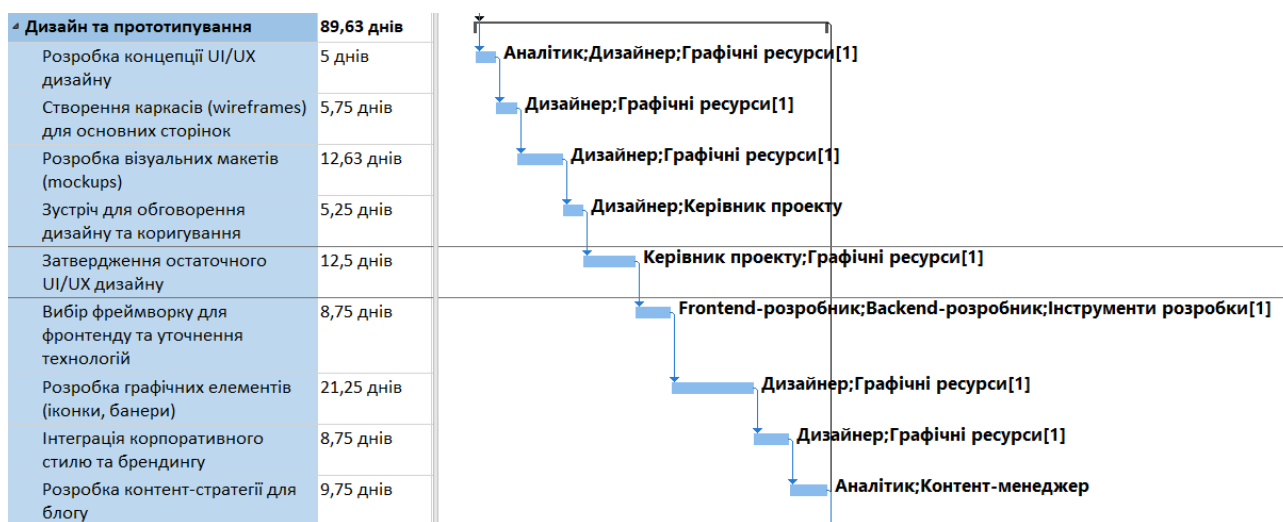 Дизайн та прототипування 89,63 днів
Розробка концепції UI/UX 5 днів Аналітик;Дизайнер;Графічні ресурси[1]
дизайну
Створення каркасів (wireframes) 5,75 днів Дизайнер;Графічні ресурси[1]
для основних сторінок
Розробка візуальних макетів 12,63 днів Дизайнер;Графічні ресурси[1]
(mockups)
Зустріч для обговорення 5,25 днів Дизайнер;Керівник проекту
дизайну та коригування
Затвердження остаточного 12,5 днів Керівник проекту;Графічні ресурси[1]
UI/UX дизайну
Вибір фреймворку для 8,75 днів Frontend-розробник;Backend-розробник;Інструменти розробки[1]
фронтенду та уточнення
технологій
Розробка графічних елементів 21,25 днів Дизайнер;Графічні ресурси[1]
(іконки, банери)
Інтеграція корпоративного 8,75 днів Дизайнер;Графічні ресурси[1]
стилю та брендингу
Розробка контент-стратегії для 9,75 днів Аналітик;Контент-менеджер
блогу